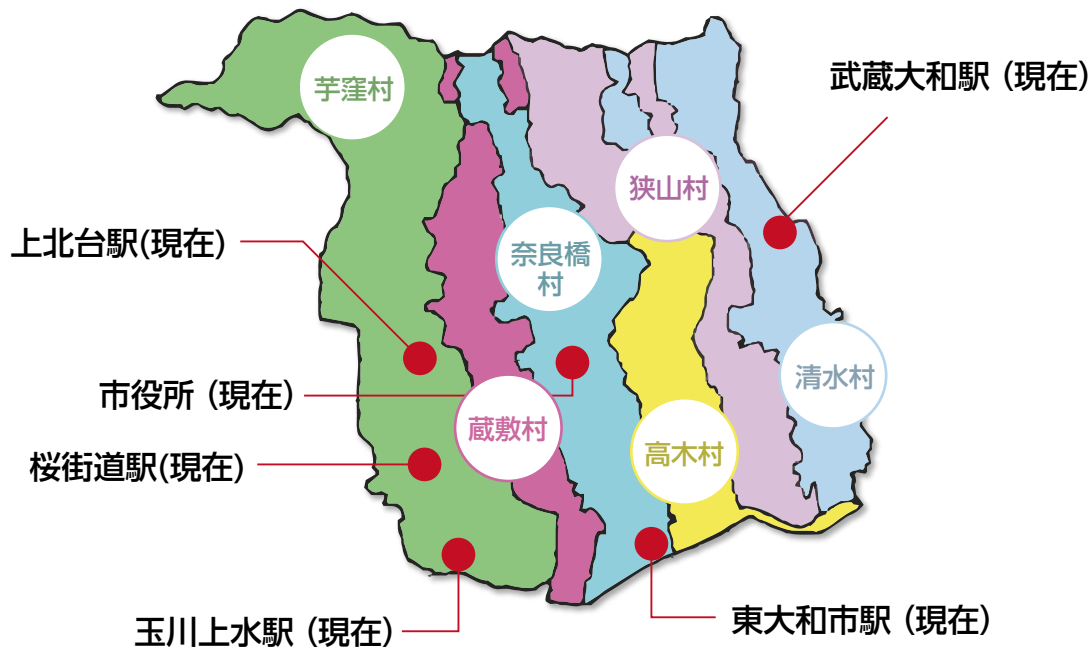 芋窪村
武蔵大和駅（現在）
狭山村
上北台駅(現在)
奈良橋
村
清水村
市役所（現在）
蔵敷村
高木村
桜街道駅(現在)
玉川上水駅（現在）
東大和市駅（現在）